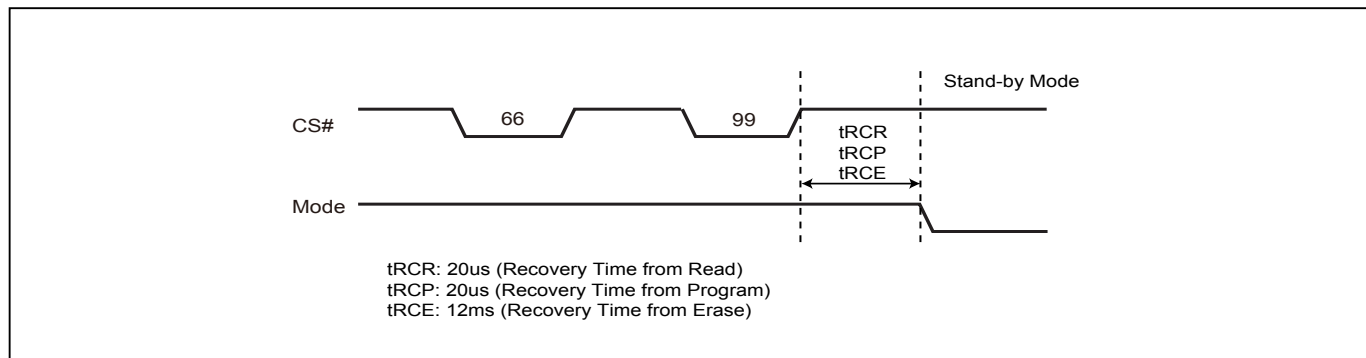 Stand-by Mode
CS#
66
99
tRCR
tRCP
tRCE
Mode
tRCR: 20us (Recovery Time from Read)
tRCP: 20us (Recovery Time from Program)
tRCE: 12ms (Recovery Time from Erase)